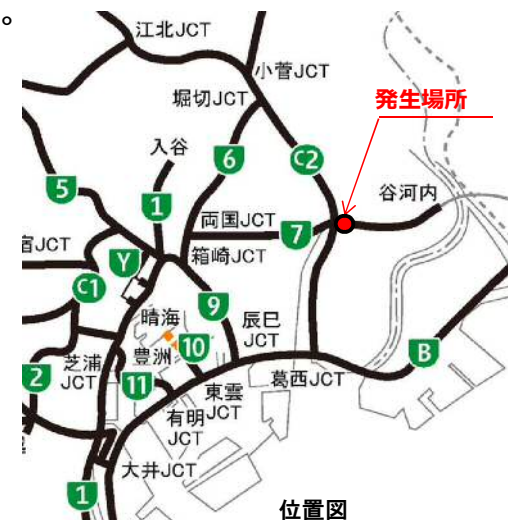 。
江北JCT
小菅JCT
堀切JCT
発生場所
入谷
6
C2
谷河内
5
1
両国JCT
7
宿JCT
Y
箱崎JCT
C1
9
晴海
辰巳
JCT
10
豊洲
B
芝浦
JCT
2
11
東雲
葛西JCT
有明
JCT
JCT
大井JCT
1
位置図